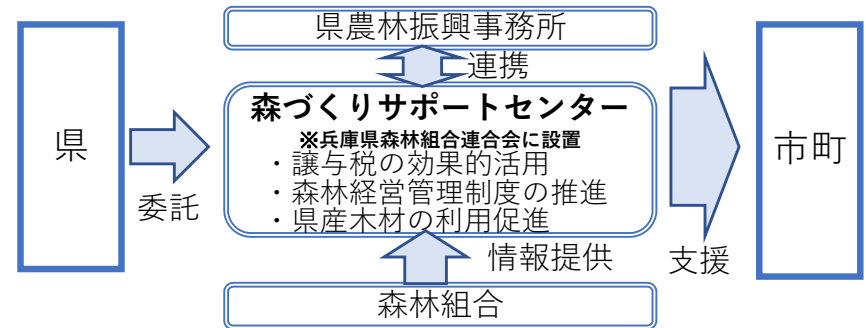 県農林振興事務所
連携
県
委託
森づくりサポートセンター
※兵庫県森林組合連合会に設置
・譲与税の効果的活用
・森林経営管理制度の推進
・県産木材の利用促進
支援
市町
情報提供
森林組合